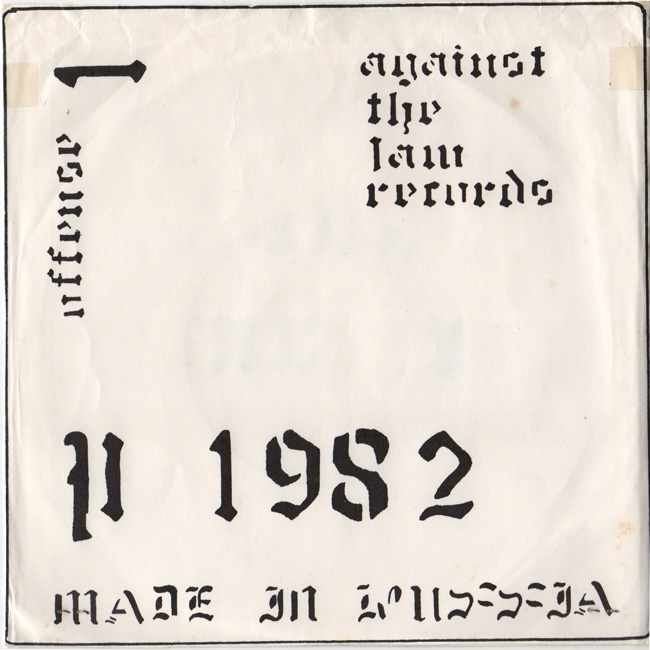 offense 1
against
the
law
records
p 1982
MADE IN RUSSIA